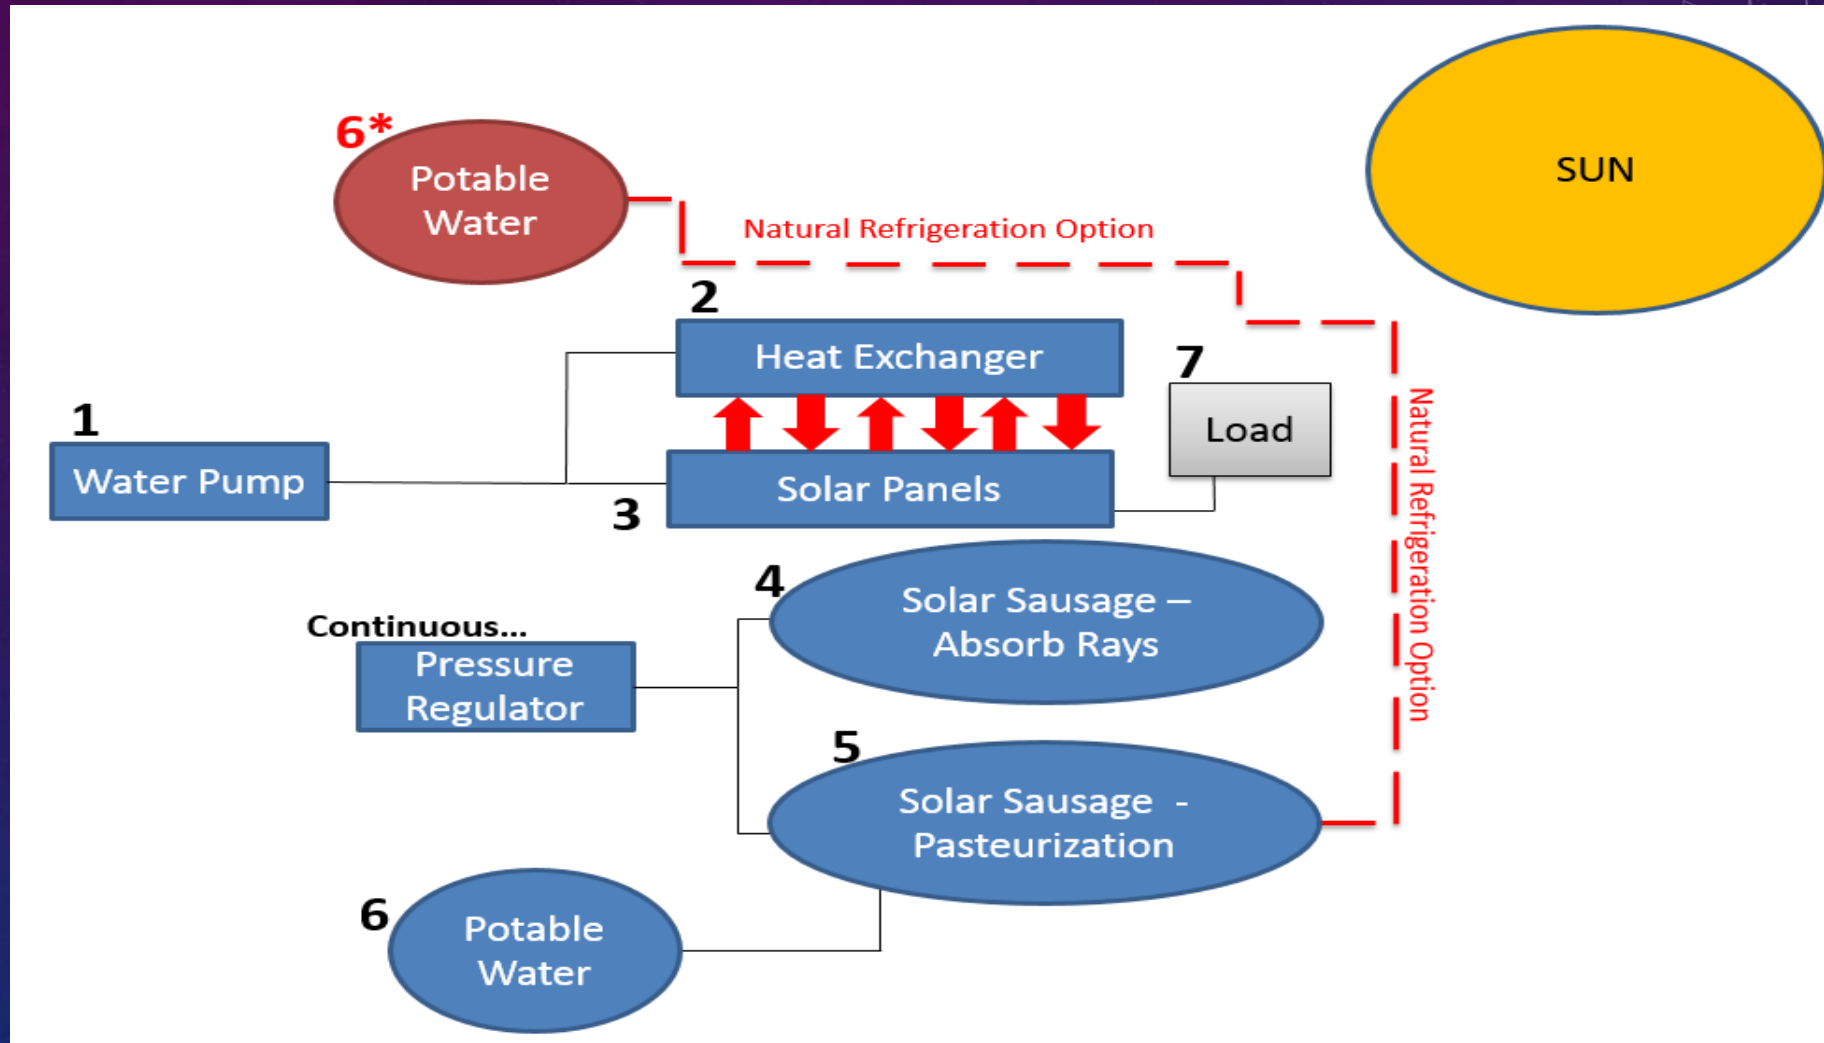 6*
Potable
Water
SUN
Natural Refrigeration Option
2
Heat Exchanger
7
Load
1
Water Pump
Solar Panels
3
Natural Refrigeration Option
4
Solar Sausage –
Absorb Rays
Continuous...
Pressure
Regulator
5
Solar Sausage -
Pasteurization
6
Potable
Water